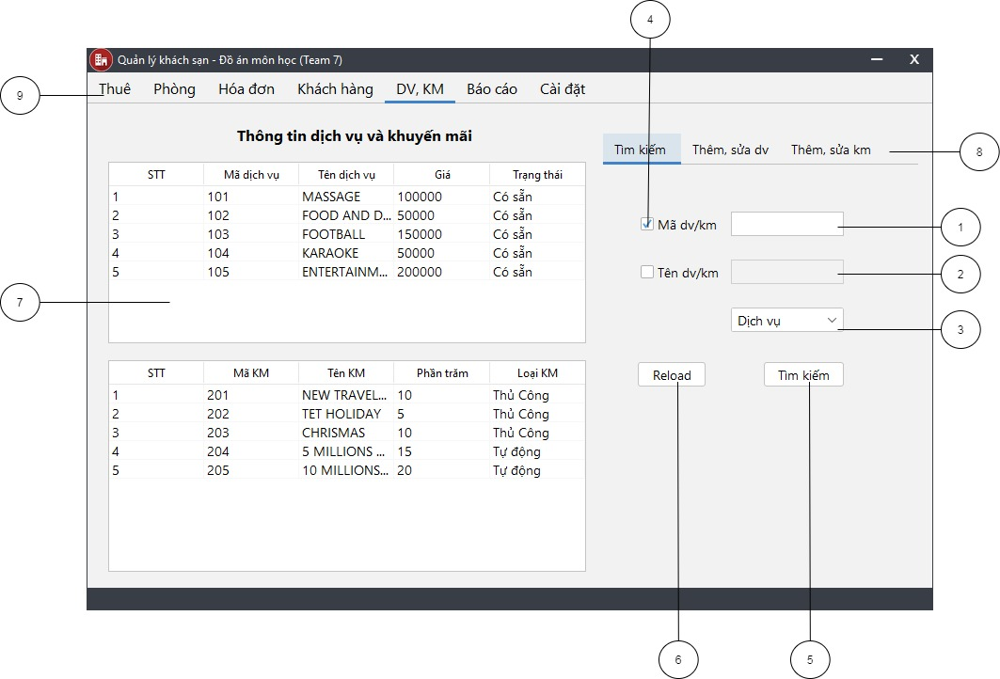 4
Quản lý khách sạn - Đồ án môn học (Team 7)
X
9
Thuê Phòng Hóa đơn Khách hàng DV, KM Báo cáo Cài đặt
Thông tin dịch vụ và khuyến mãi
Tìm kiếm Thêm, sửa dv Thêm, sửa km
8
STT Mã dịch vụ Tên dịch vụ Giá Trạng thái
1 101 MASSAGE 100000 Có sẵn
2 102 FOOD AND D... 50000 Có sẵn
3 103 FOOTBALL 150000 Có sẵn
4 104 KARAOKE 50000 Có sẵn
5 105 ENTERTAINM... 200000 Có sẵn
7
Mã dv/km
1
Tên dv/km
2
Dịch vụ
3
Reload Tìm kiếm
STT Mã KM Tên KM Phần trăm Loại KM
1 201 NEW TRAVEL... 10 Thủ Công
2 202 TET HOLIDAY 5 Thủ Công
3 203 CHRISMAS 10 Thủ Công
4 204 5 MILLIONS ... 15 Tự động
5 205 10 MILLIONS... 20 Tự động
6 5